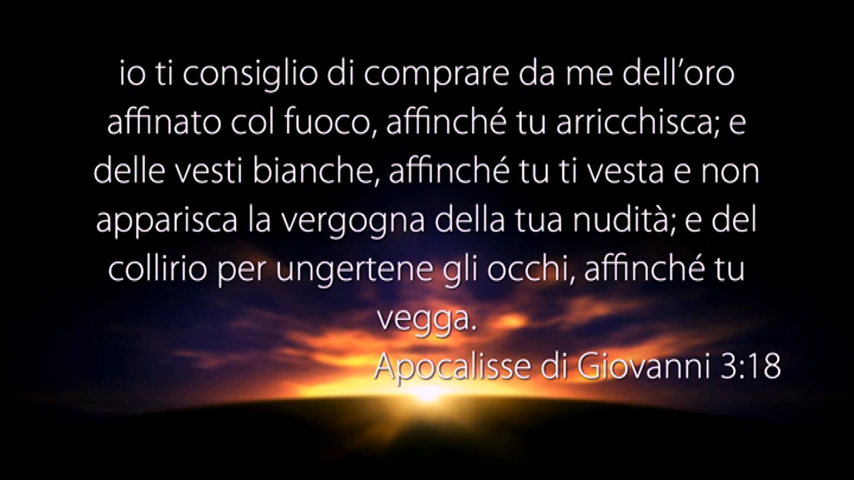 io ti consiglio di comprare da me dell’oro
affinato col fuoco, affinché tu arricchisca; e
delle vesti bianche, affinché tu ti vesta e non
apparisca la vergogna della tua nudità; e del
collirio per ungertene gli occhi, affinché tu
vegga.
Apocalisse di Giovanni 3:18